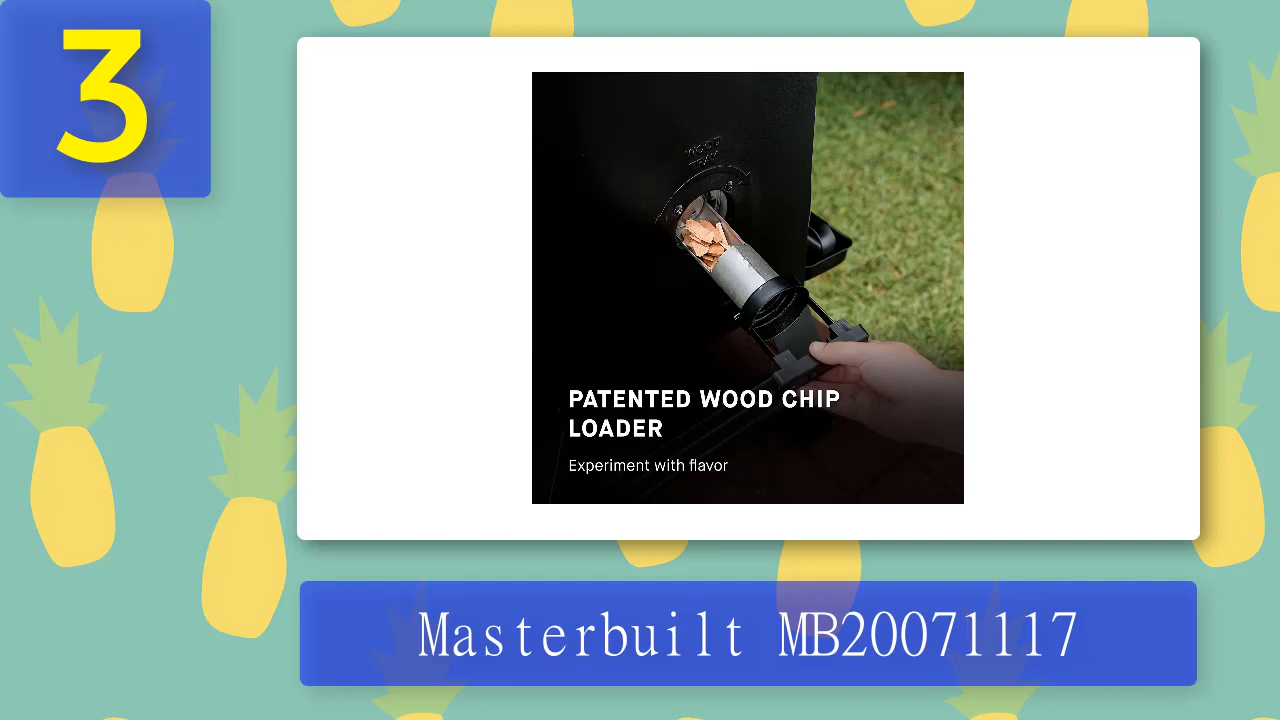 3
PATENTED WOOD CHIP
LOADER
Experiment with flavor
Masterbuilt MB20071117